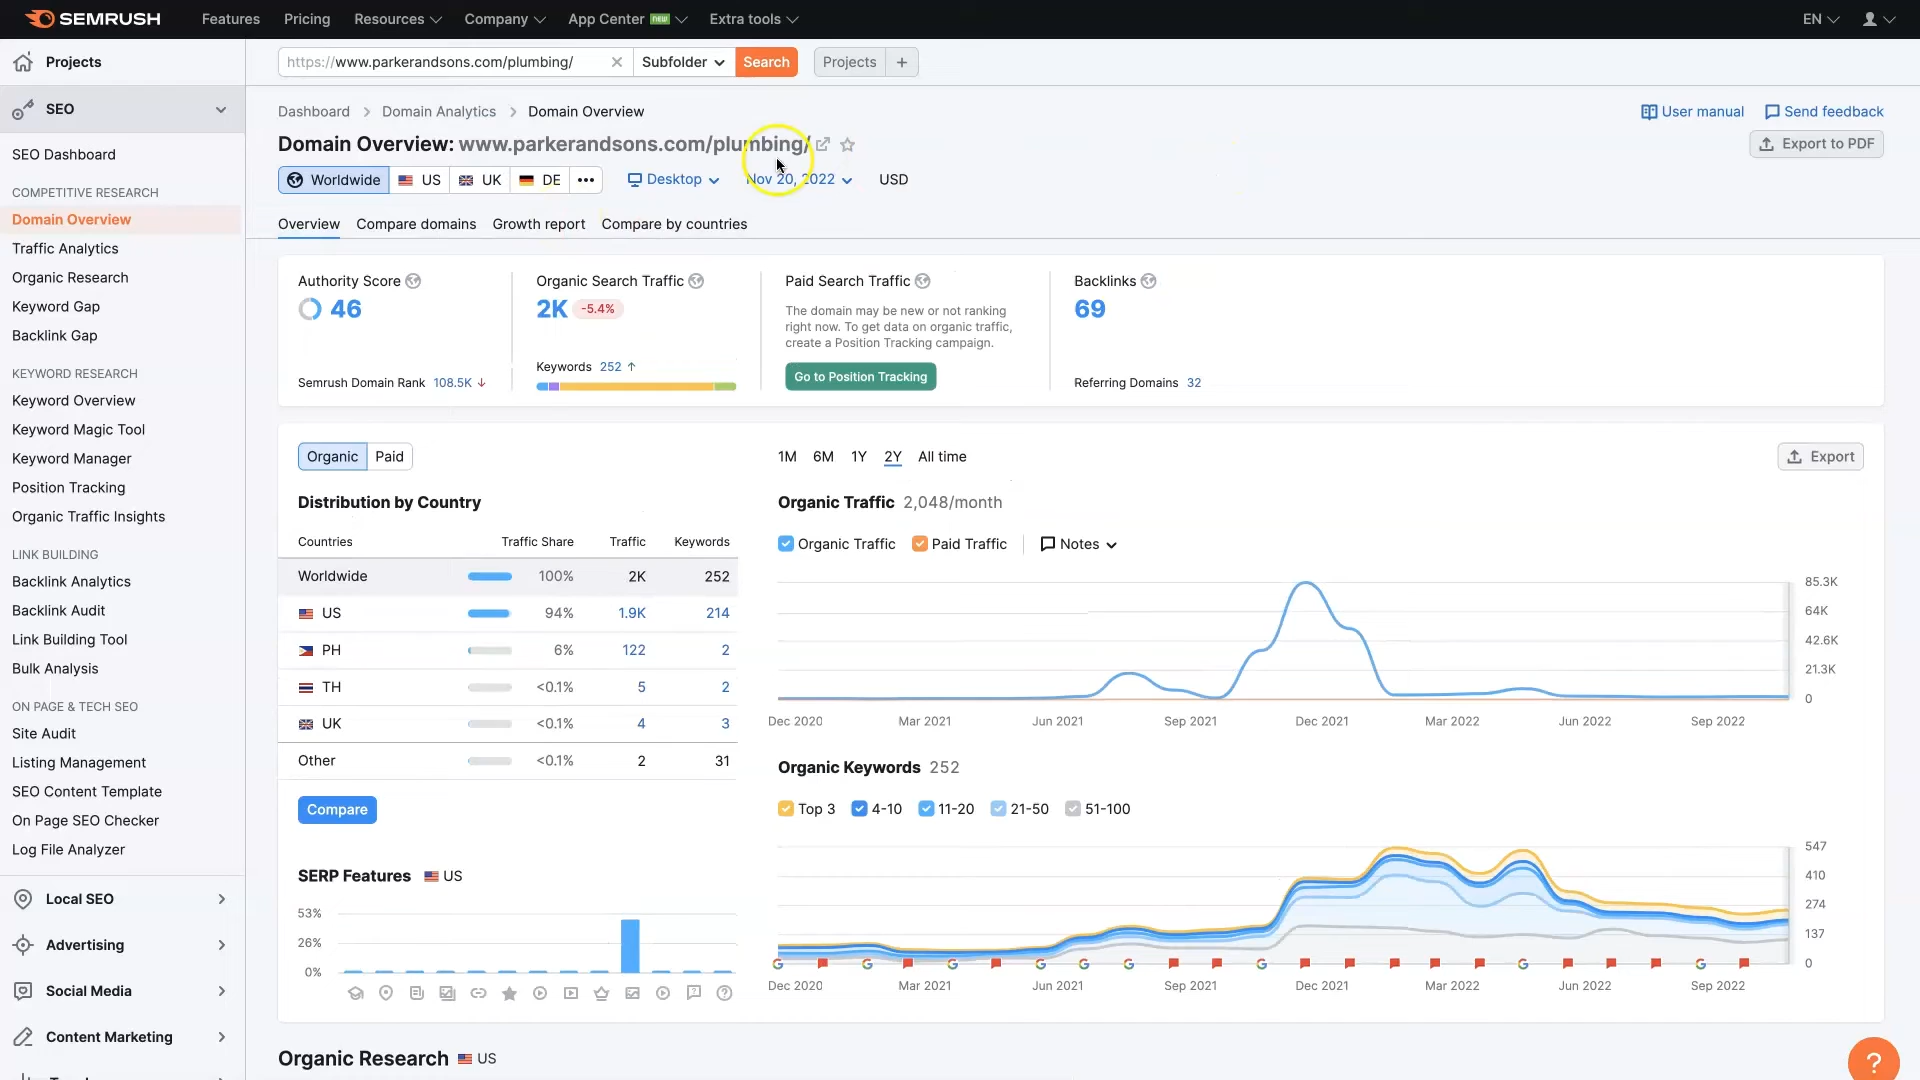 SEMRUSH Features Pricing Resources Company App Center NEW Extra tools EN
Projects
https://www.parkerandsons.com/plumbing/ Subfolder Search Projects +
SEO
SEO Dashboard
COMPETITIVE RESEARCH
Domain Overview
Traffic Analytics
Organic Research
Keyword Gap
Backlink Gap
KEYWORD RESEARCH
Keyword Overview
Keyword Magic Tool
Keyword Manager
Position Tracking
Organic Traffic Insights
LINK BUILDING
Backlink Analytics
Backlink Audit
Link Building Tool
Bulk Analysis
ON PAGE & TECH SEO
Site Audit
Listing Management
SEO Content Template
On Page SEO Checker
Log File Analyzer
Local SEO
Advertising
Social Media
Content Marketing
Dashboard > Domain Analytics > Domain Overview
User manual Send feedback
Domain Overview: www.parkerandsons.com/plumbing/
Export to PDF
Worldwide US UK DE ••• Desktop Nov 20, 2022 USD
Overview Compare domains Growth report Compare by countries
Authority Score
46
Semrush Domain Rank 108.5K ↓
Organic Search Traffic
2K -5.4%
Keywords 252 ↑
Paid Search Traffic
The domain may be new or not ranking
right now. To get data on organic traffic,
create a Position Tracking campaign.
Go to Position Tracking
Backlinks
69
Referring Domains 32
Organic Paid
Distribution by Country
Countries Traffic Share Traffic Keywords
Worldwide 100% 2K 252
US 94% 1.9K 214
PH 6% 122 2
TH <0.1% 5 2
UK <0.1% 4 3
Other <0.1% 2 31
Compare
SERP Features US
53%
26%
0%
1M 6M 1Y 2Y All time
Export
Organic Traffic 2,048/month
Organic Traffic Paid Traffic Notes
85.3K
64K
42.6K
21.3K
0
Dec 2020 Mar 2021 Jun 2021 Sep 2021 Dec 2021 Mar 2022 Jun 2022 Sep 2022
Organic Keywords 252
Top 3 4-10 11-20 21-50 51-100
547
410
274
137
0
Dec 2020 Mar 2021 Jun 2021 Sep 2021 Dec 2021 Mar 2022 Jun 2022 Sep 2022
Organic Research US
?